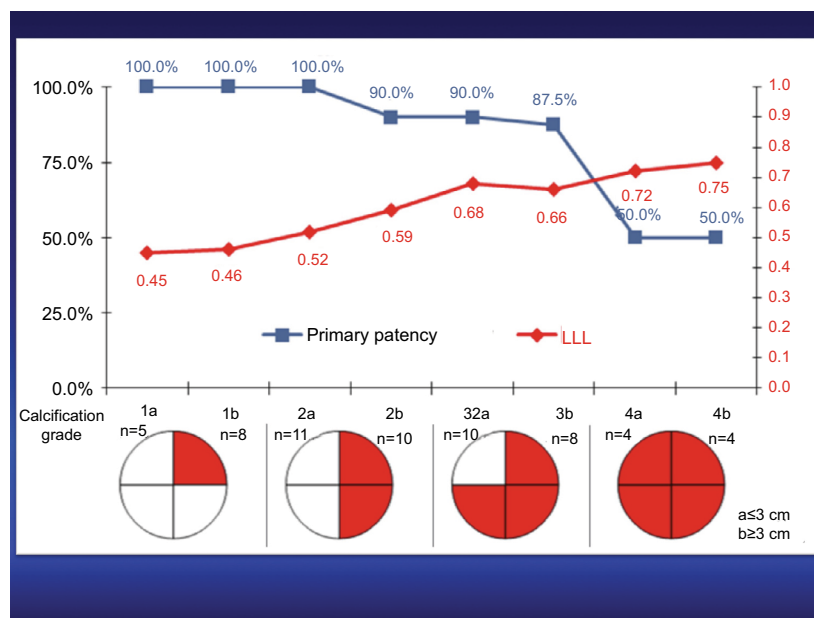 100.0% 100.0% 100.0%
100.0% 1.0
90.0% 90.0% 87.5%
0.9
0.8
75.0% 0.7
0.72 0.75
0.68 0.66
0.59 50.0% 50.0%
0.6
0.52
50.0% 0.5
0.45 0.46
0.4
25.0% 0.3
Primary patency LLL
0.2
0.1
0.0% 0.0
Calcification 1a 1b 2a 2b 32a 3b 4a 4b
grade n=5 n=8 n=11 n=10 n=10 n=8 n=4 n=4
a≤3 cm
b≥3 cm